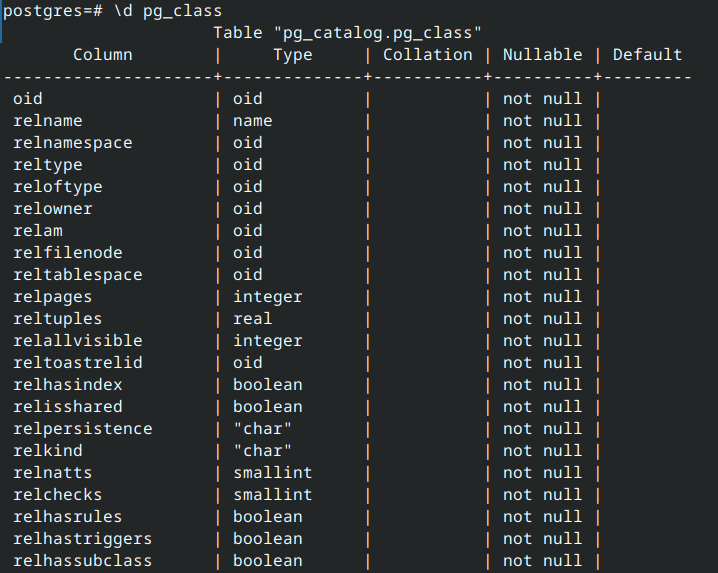 postgres=# \d pg_class
                     Table "pg_catalog.pg_class"
       Column        |     Type     | Collation | Nullable | Default
---------------------+--------------+-----------+----------+---------
 oid                 | oid          |           | not null |
 relname             | name         |           | not null |
 relnamespace        | oid          |           | not null |
 reltype             | oid          |           | not null |
 reloftype           | oid          |           | not null |
 relowner            | oid          |           | not null |
 relam               | oid          |           | not null |
 relfilenode         | oid          |           | not null |
 reltablespace       | oid          |           | not null |
 relpages            | integer      |           | not null |
 reltuples           | real         |           | not null |
 relallvisible       | integer      |           | not null |
 reltoastrelid       | oid          |           | not null |
 relhasindex         | boolean      |           | not null |
 relisshared         | boolean      |           | not null |
 relpersistence      | "char"       |           | not null |
 relkind             | "char"       |           | not null |
 relnatts            | smallint     |           | not null |
 relchecks           | smallint     |           | not null |
 relhasrules         | boolean      |           | not null |
 relhastriggers      | boolean      |           | not null |
 relhassubclass      | boolean      |           | not null |